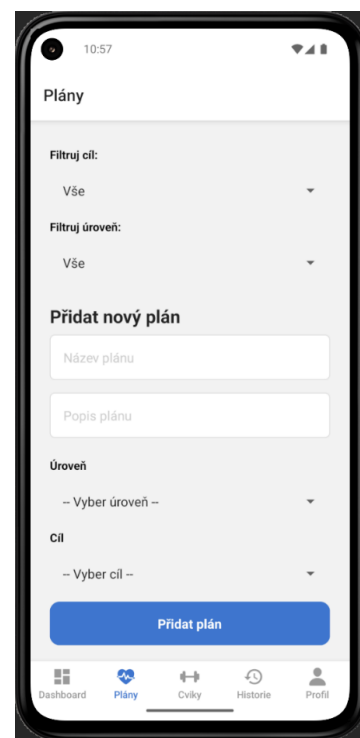 10:57
Plány
Filtruj cíl:
Vše
Filtruj úroveň:
Vše
Přidat nový plán
Název plánu
Popis plánu
Úroveň
-- Vyber úroveň --
Cíl
-- Vyber cíl --
Přidat plán
Dashboard Plány Cviky Historie Profil